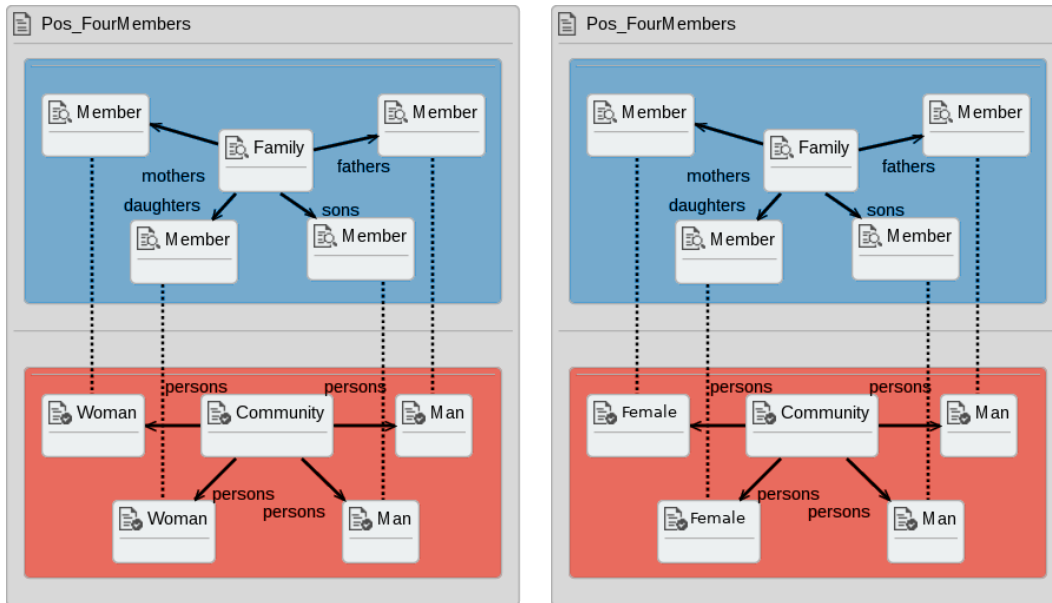 Pos_FourMembers
Member
Member
Family
mothers
fathers
daughters
sons
Member
Member
persons
persons
Woman
Community
Man
persons
persons
Woman
Man
Pos_FourMembers
Member
Member
Family
mothers
fathers
daughters
sons
Member
Member
persons
persons
Female
Community
Man
persons
persons
Female
Man